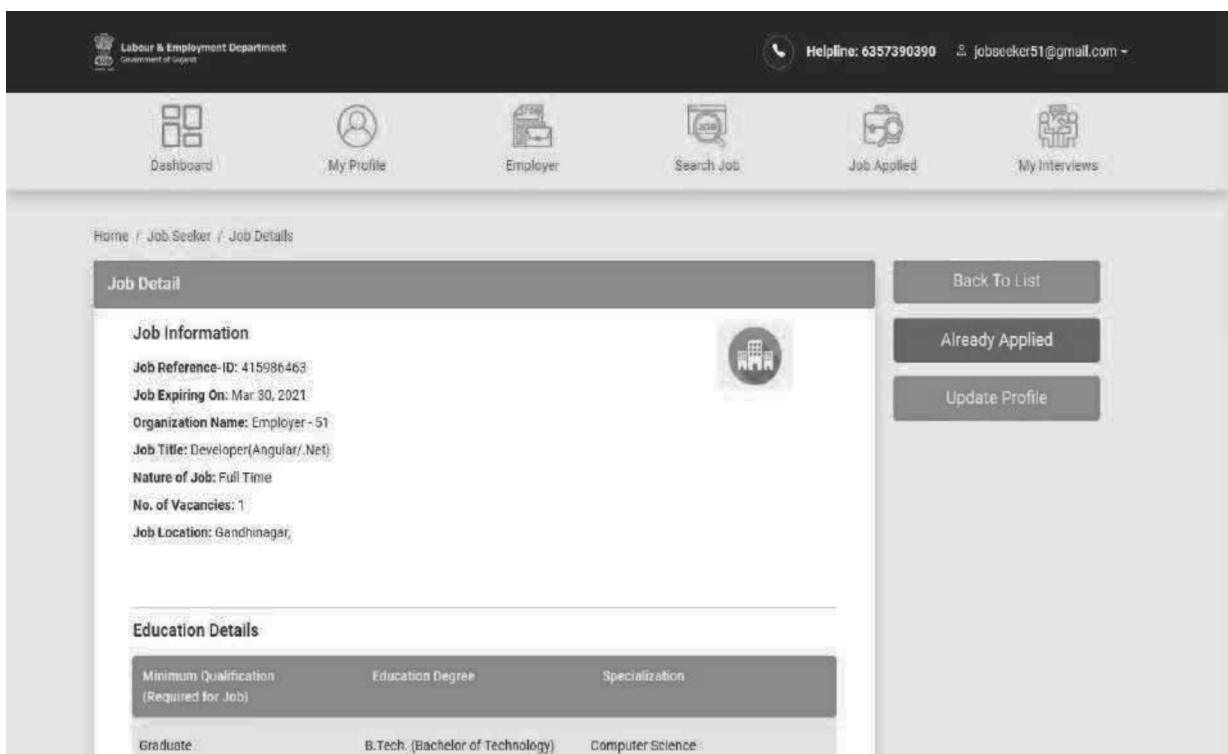 Labour & Employment Department
Government of Gujarat
Helpline: 6357390390
jobseeker51@gmail.com
Dashboard
My Profile
Employer
Search Job
Job Applied
My Interviews
Home / Job Seeker / Job Details
Job Detail
Back To List
Already Applied
Update Profile
Job Information
Job Reference-ID: 415986463
Job Expiring On: Mar 30, 2021
Organization Name: Employer - 51
Job Title: Developer(Angular/.Net)
Nature of Job: Full Time
No. of Vacancies: 1
Job Location: Gandhinagar,
Education Details
Minimum Qualification Education Degree Specialization
(Required for Job)
Graduate B.Tech. (Bachelor of Technology) Computer Science